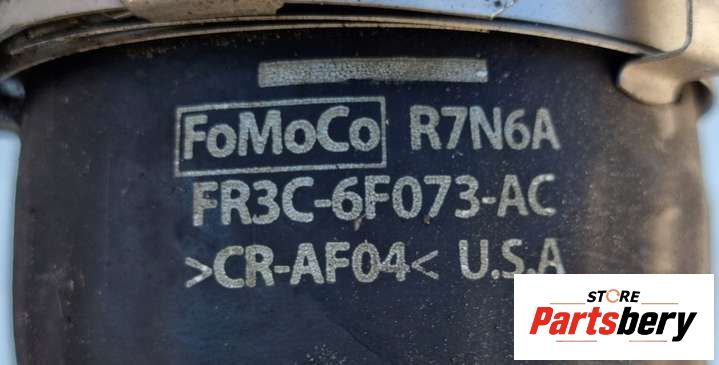 FoMoCo R7N6A
FR3C-6F073-AC
>CR-AF04< U.S.A
STORE
Partsbery